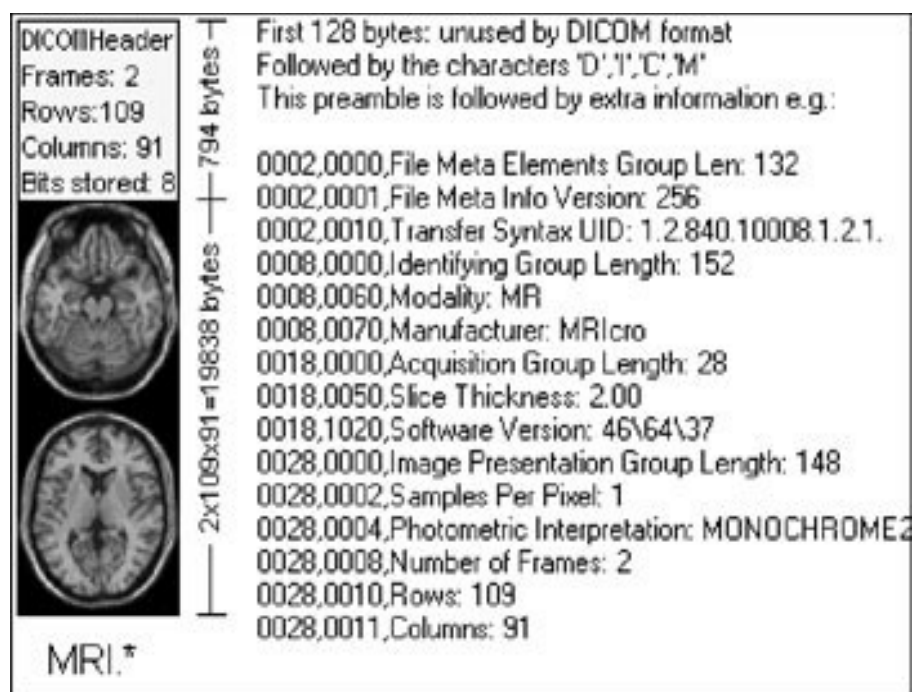 DICOMHeader
Frames: 2
Rows:109
Columns: 91
Bits stored: 8
794 bytes
2x109x91=19838 bytes
MRI.*
First 128 bytes: unused by DICOM format
Followed by the characters 'D','I','C','M'
This preamble is followed by extra information e.g.:
0002,0000,File Meta Elements Group Len: 132
0002,0001,File Meta Info Version: 256
0002,0010,Transfer Syntax UID: 1.2.840.10008.1.2.1.
0008,0000,Identifying Group Length: 152
0008,0060,Modality: MR
0008,0070,Manufacturer: MRIcro
0018,0000,Acquisition Group Length: 28
0018,0050,Slice Thickness: 2.00
0018,1020,Software Version: 46\64\37
0028,0000,Image Presentation Group Length: 148
0028,0002,Samples Per Pixel: 1
0028,0004,Photometric Interpretation: MONOCHROME2
0028,0008,Number of Frames: 2
0028,0010,Rows: 109
0028,0011,Columns: 91